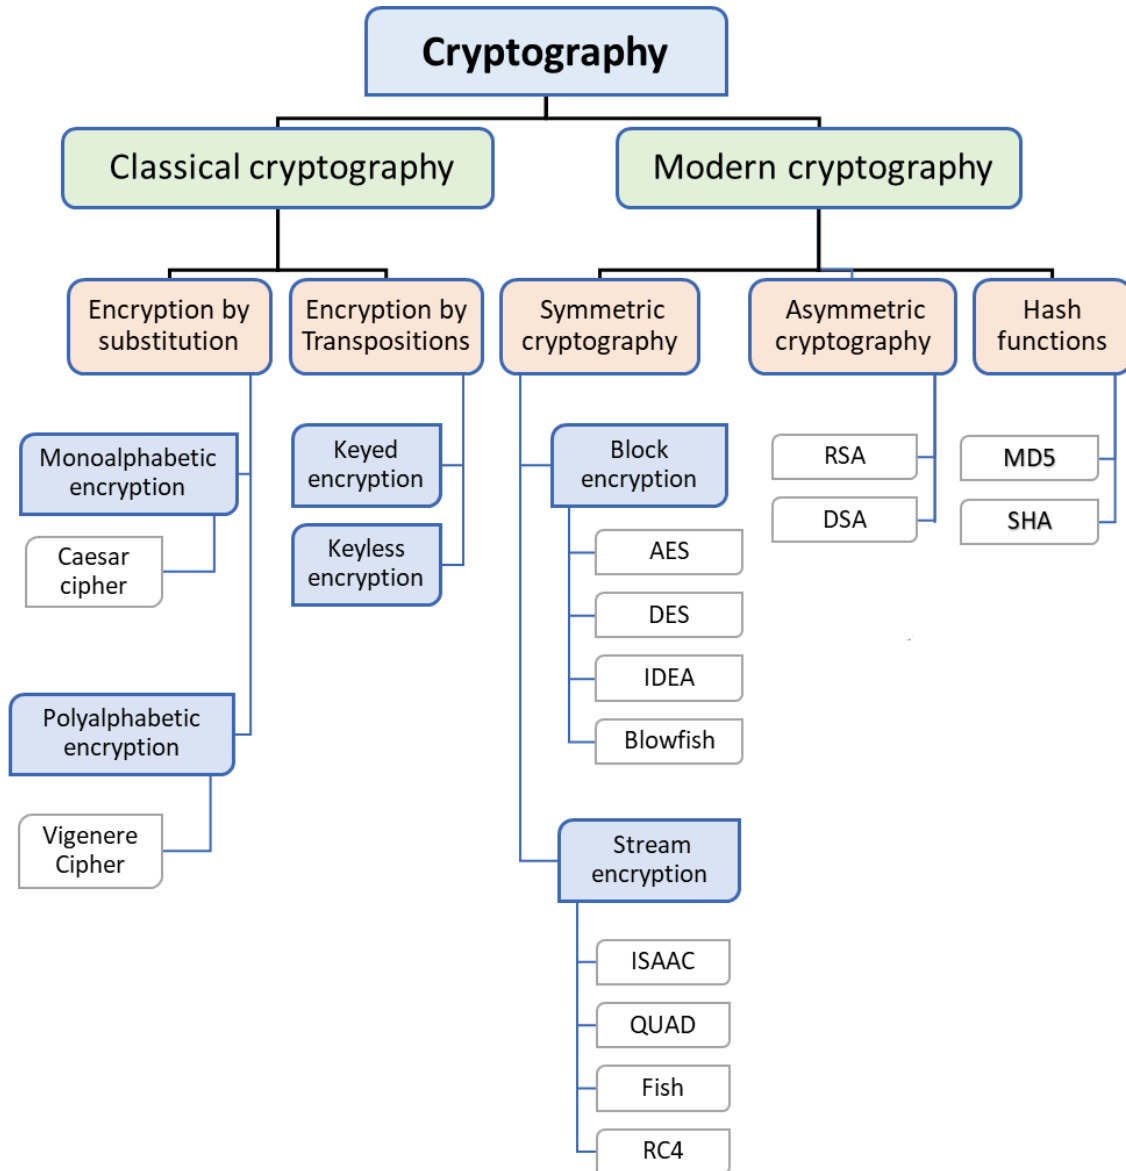 Cryptography
Classical cryptography
Modern cryptography
Encryption by
substitution
Encryption by
Transpositions
Symmetric
cryptography
Asymmetric
cryptography
Hash
functions
Monoalphabetic
encryption
Caesar
cipher
Polyalphabetic
encryption
Vigenere
Cipher
Keyed
encryption
Keyless
encryption
Block
encryption
AES
DES
IDEA
Blowfish
Stream
encryption
ISAAC
QUAD
Fish
RC4
RSA
DSA
MD5
SHA